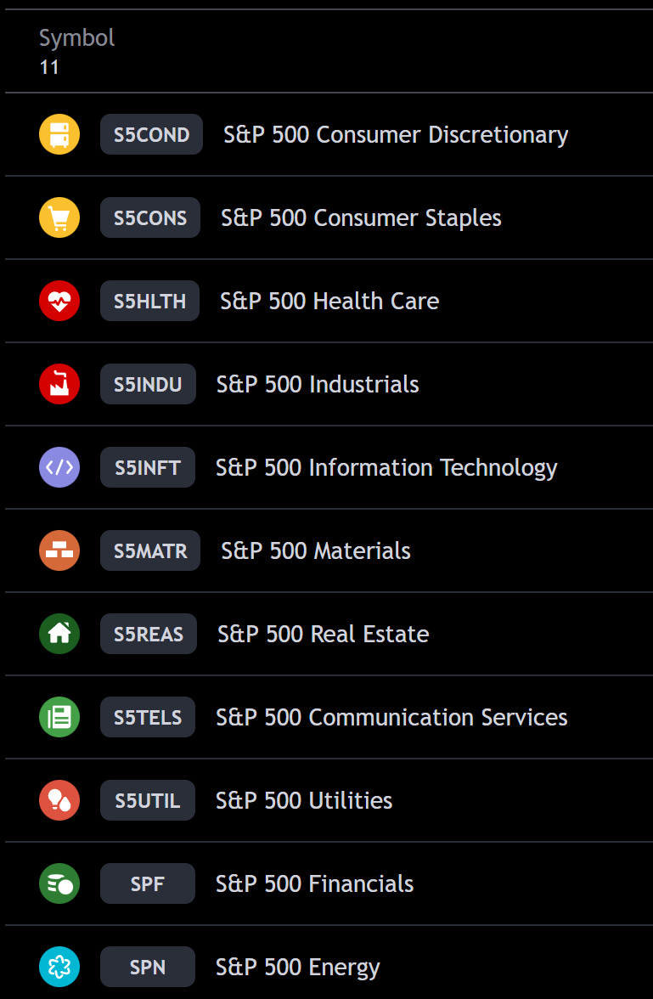 Symbol
11
S5COND S&P 500 Consumer Discretionary
S5CONS S&P 500 Consumer Staples
S5HLTH S&P 500 Health Care
S5INDU S&P 500 Industrials
S5INFT S&P 500 Information Technology
S5MATR S&P 500 Materials
S5REAS S&P 500 Real Estate
S5TELS S&P 500 Communication Services
S5UTIL S&P 500 Utilities
SPF S&P 500 Financials
SPN S&P 500 Energy